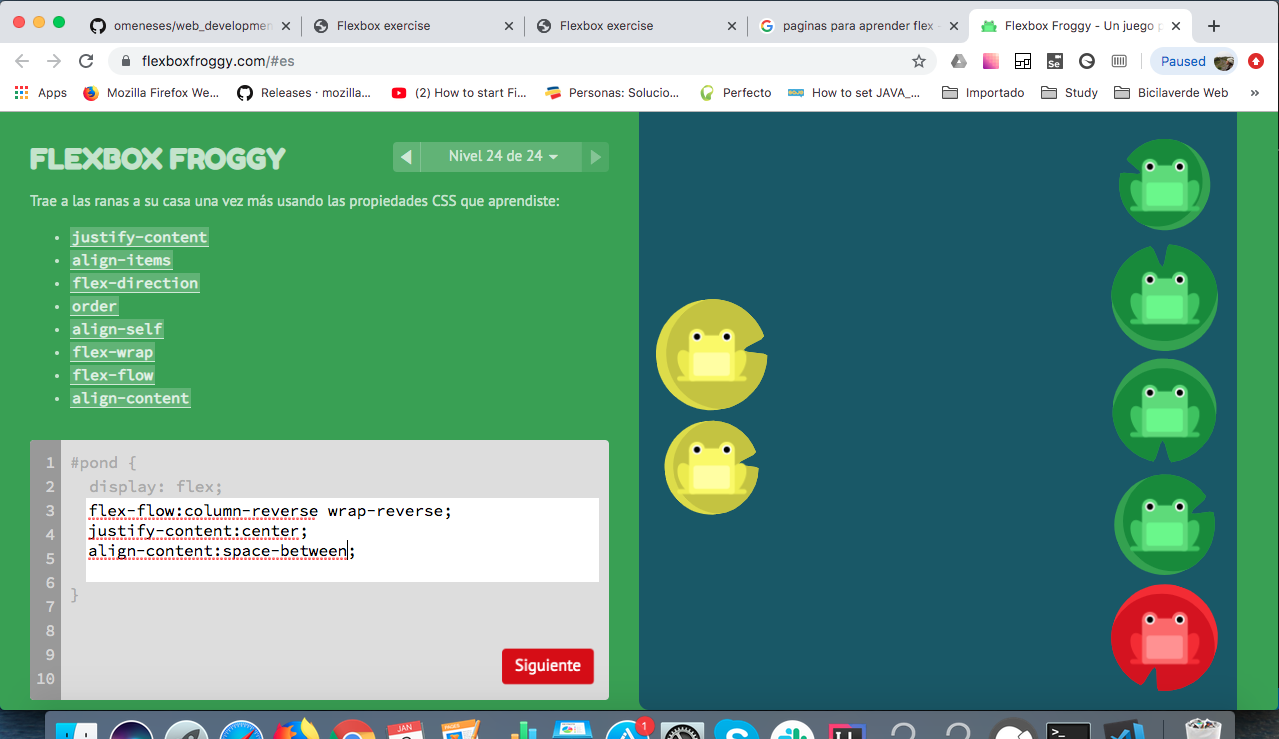 omeneses/web_developmen
Flexbox exercise
Flexbox exercise
paginas para aprender flex
Flexbox Froggy - Un juego p
flexboxfroggy.com/#es
Se
Paused
Apps
Mozilla Firefox We...
Releases · mozilla...
(2) How to start Fi...
Personas: Solucio...
Perfecto
How to set JAVA_...
Importado
Study
Bicilaverde Web
»
FLEXBOX FROGGY
Nivel 24 de 24
Trae a las ranas a su casa una vez más usando las propiedades CSS que aprendiste:
justify-content
align-items
flex-direction
order
align-self
flex-wrap
flex-flow
align-content
1 #pond {
2 display: flex;
3 flex-flow:column-reverse wrap-reverse;
4 justify-content:center;
5 align-content:space-between;
6
7 }
8
9
10
Siguiente
JAN
1